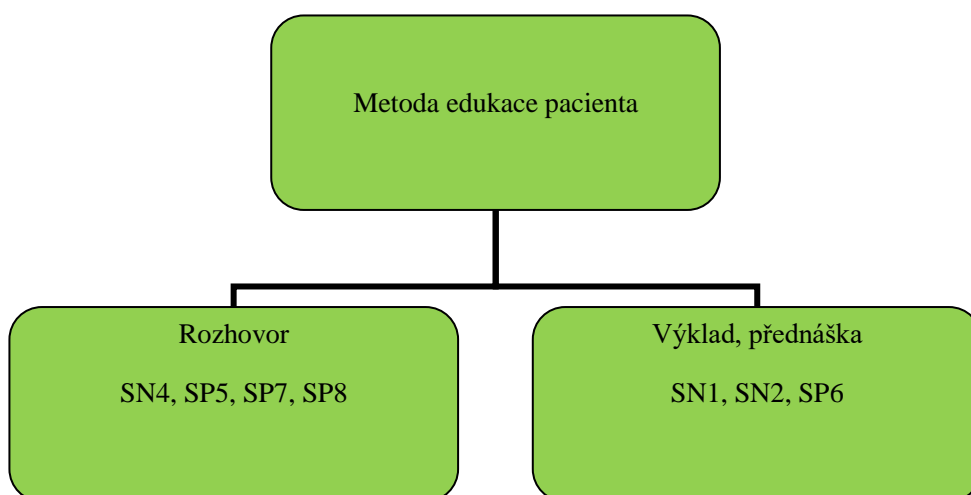 Metoda edukace pacienta
Rozhovor
SN4, SP5, SP7, SP8
Výklad, přednáška
SN1, SN2, SP6